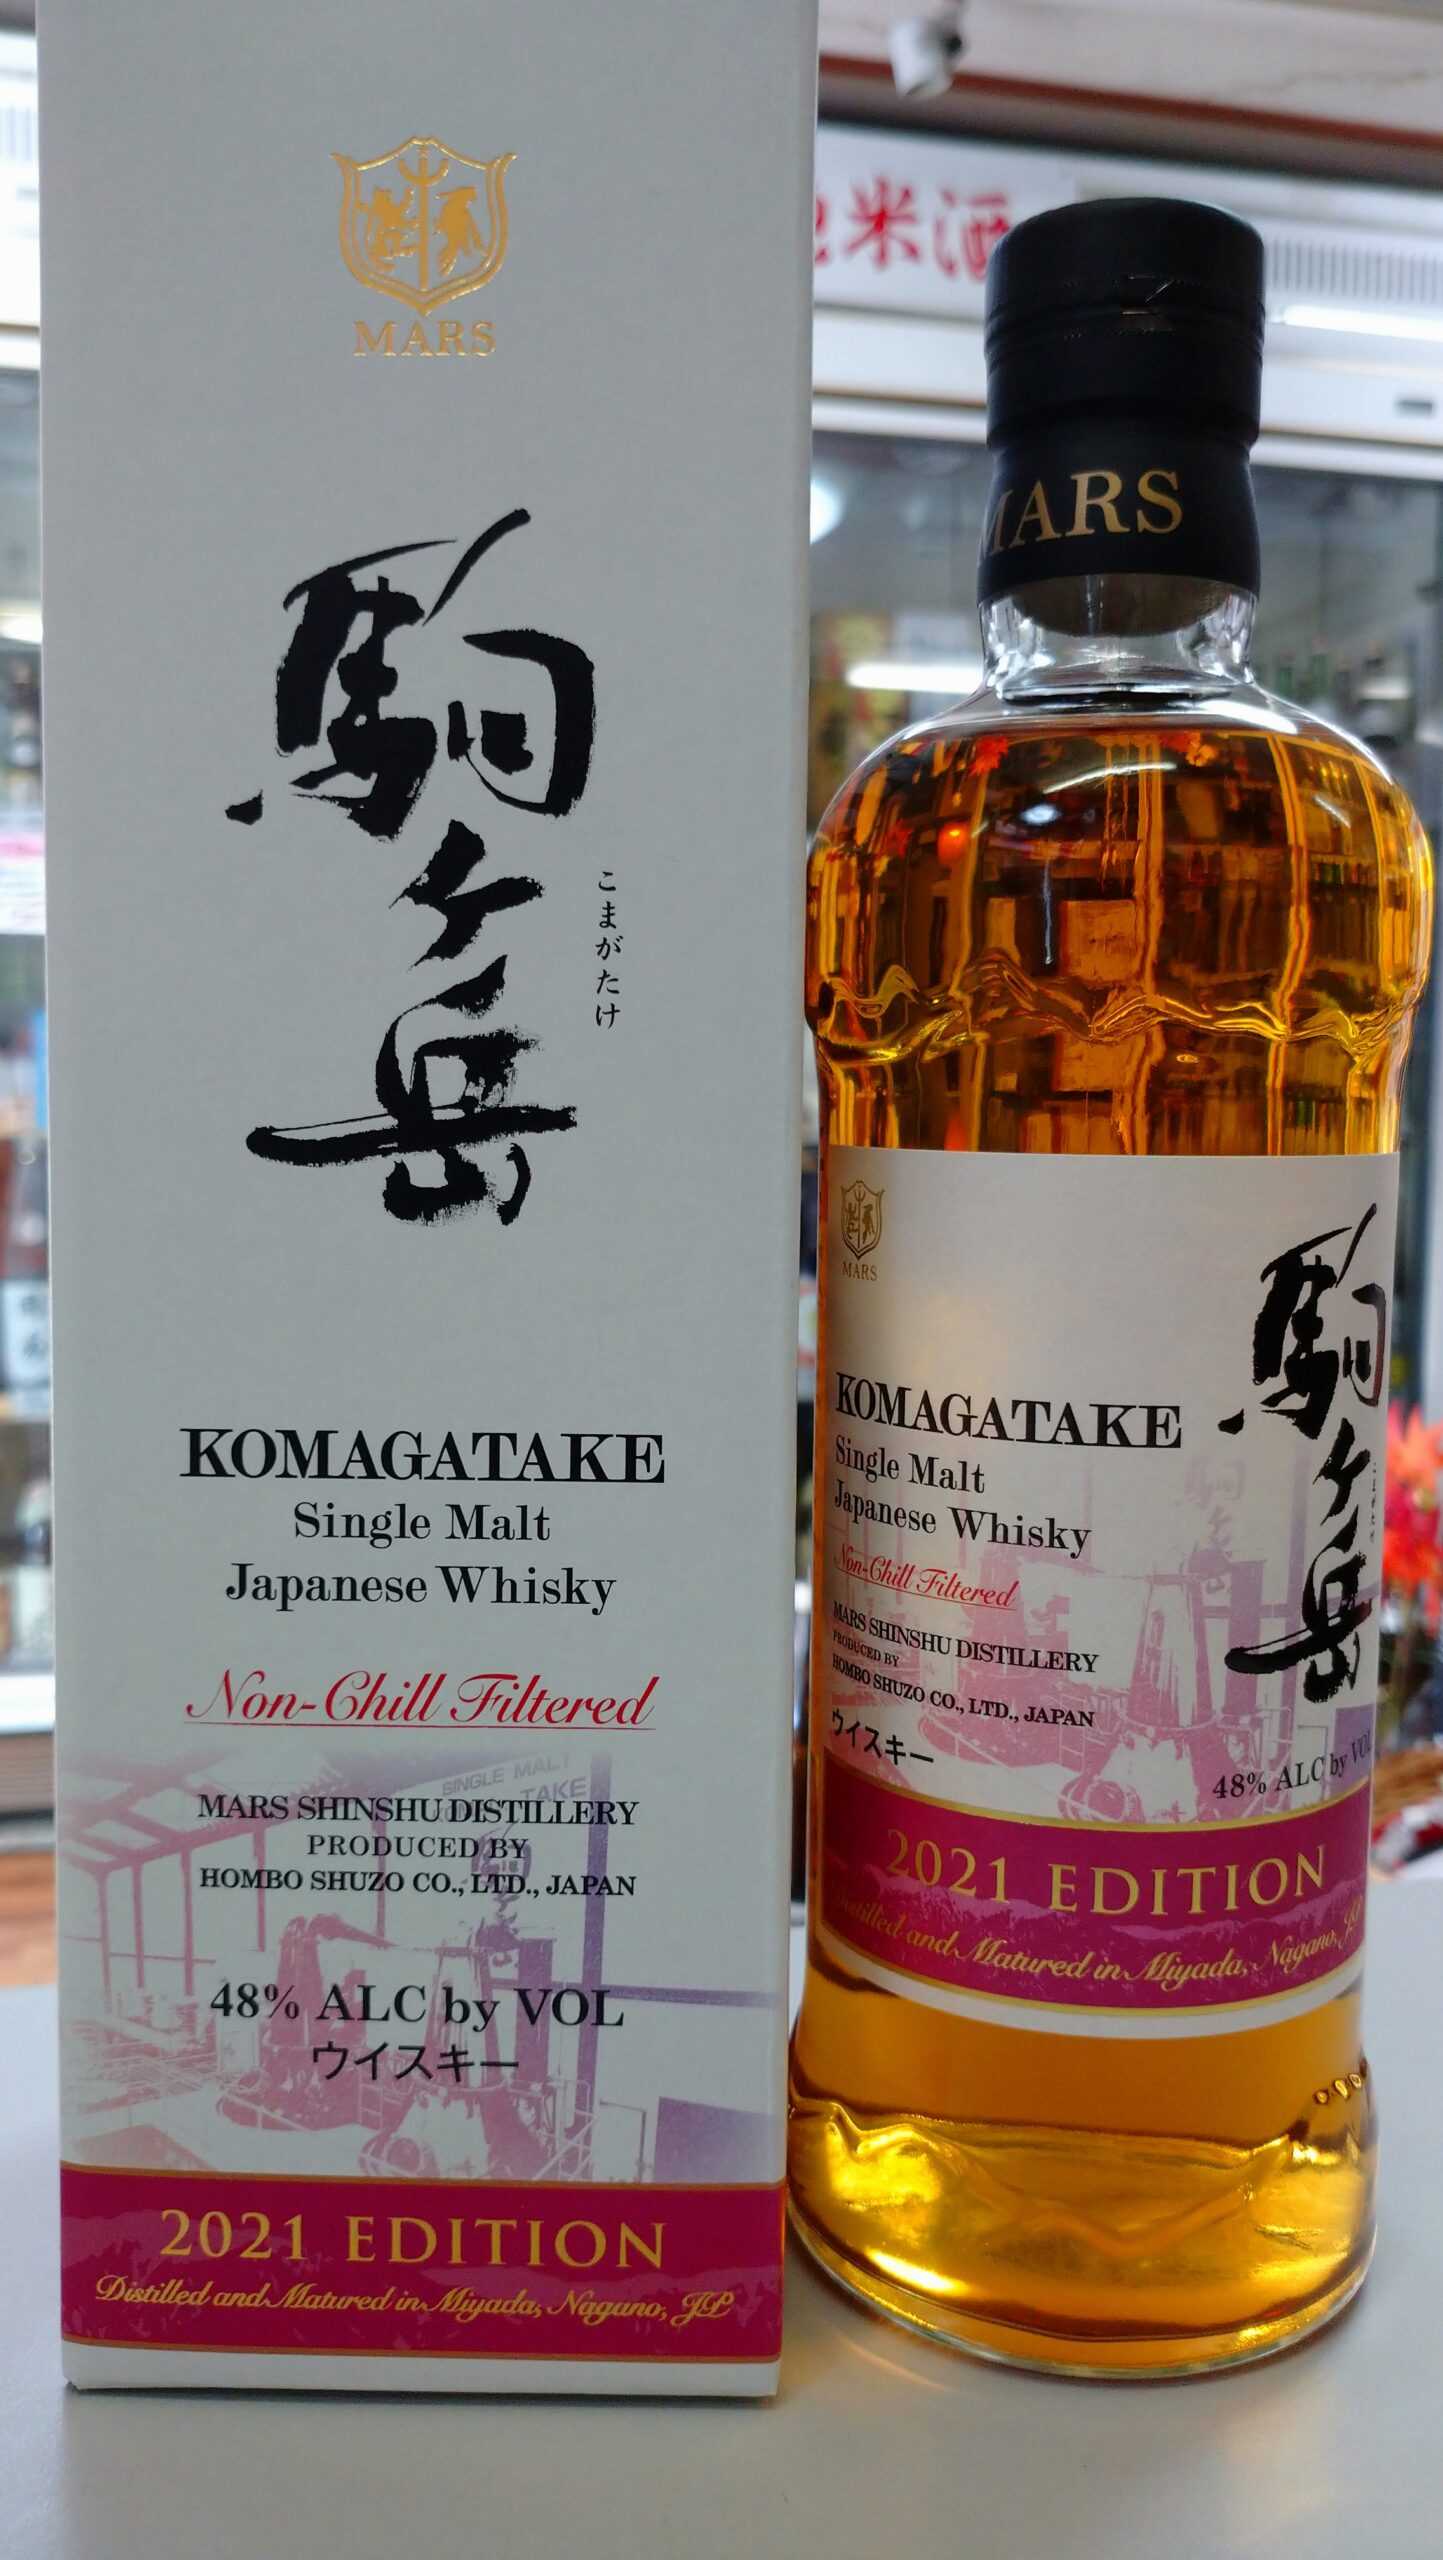 MARS
駒ヶ岳
こまがたけ
KOMAGATAKE
Single Malt
Japanese Whisky
Non-Chill Filtered
SINGLE MALT
TAKE
MARS SHINSHU DISTILLERY
PRODUCED BY
HOMBO SHUZO CO., LTD., JAPAN
48% ALC by VOL
ウイスキー
2021 EDITION
Distilled and Matured in Miyada, Nagano, JP
米酒
MARS
MARS
駒ヶ岳
KOMAGATAKE
Single Malt
Japanese Whisky
Non-Chill Filtered
MARS SHINSHU DISTILLERY
PRODUCED BY
HOMBO SHUZO CO., LTD., JAPAN
ウイスキー
48% ALC by VOL
2021 EDITION
Distilled and Matured in Miyada, Nagano, JP